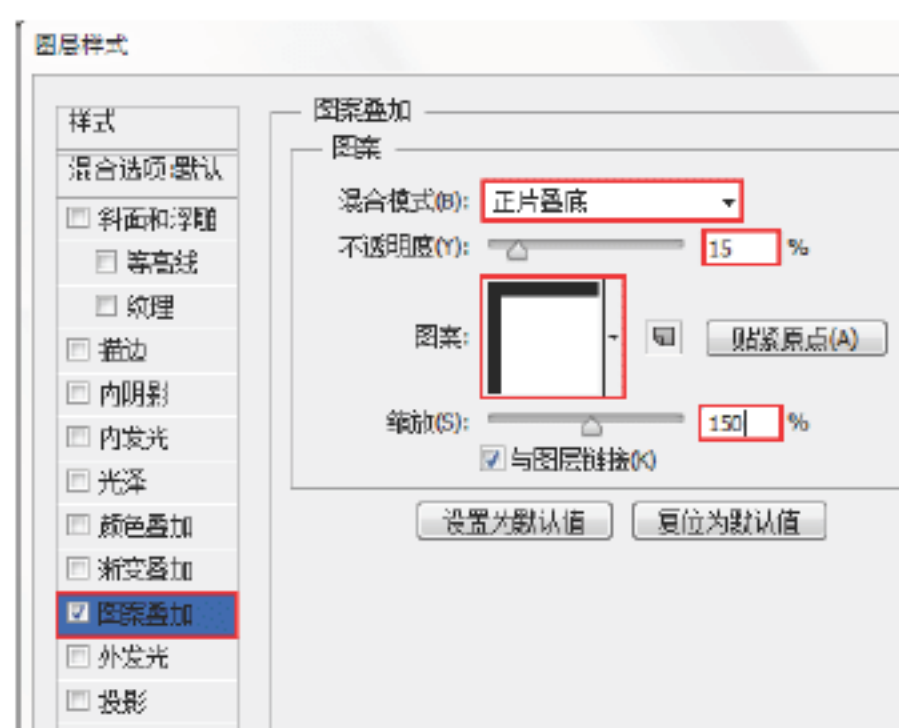 图层样式
样式
混合选项:默认
斜面和浮雕
等高线
纹理
描边
内阴影
内发光
光泽
颜色叠加
渐变叠加
图案叠加
外发光
投影
图案叠加
图案
混合模式(B): 正片叠底
不透明度(Y): 15 %
图案: 贴紧原点(A)
缩放(S): 150 %
与图层链接(K)
设置为默认值 复位为默认值